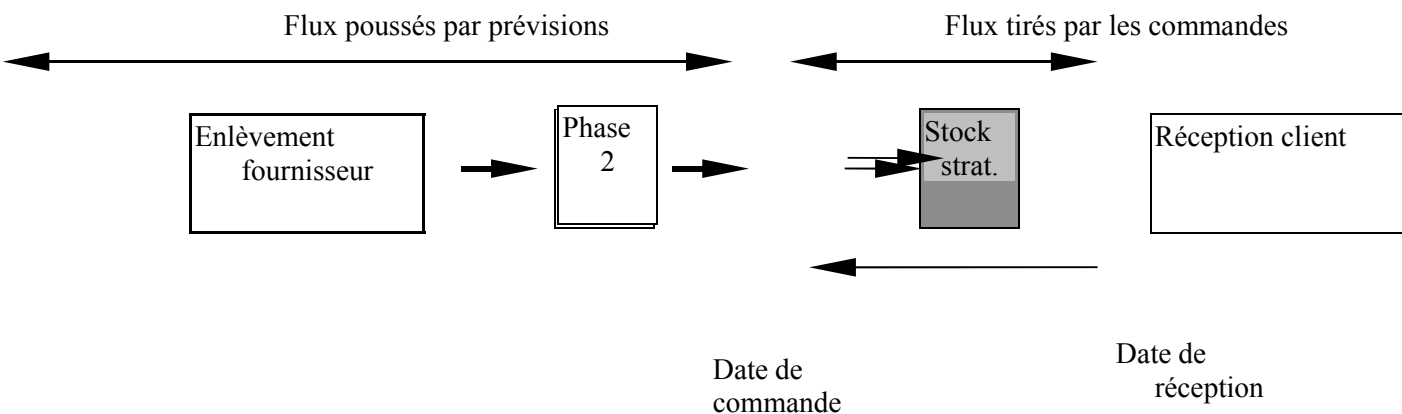 Flux poussés par prévisions
Flux tirés par les commandes
Enlèvement
fournisseur
Phase
2
Stock
strat.
Réception client
Date de
commande
Date de
réception